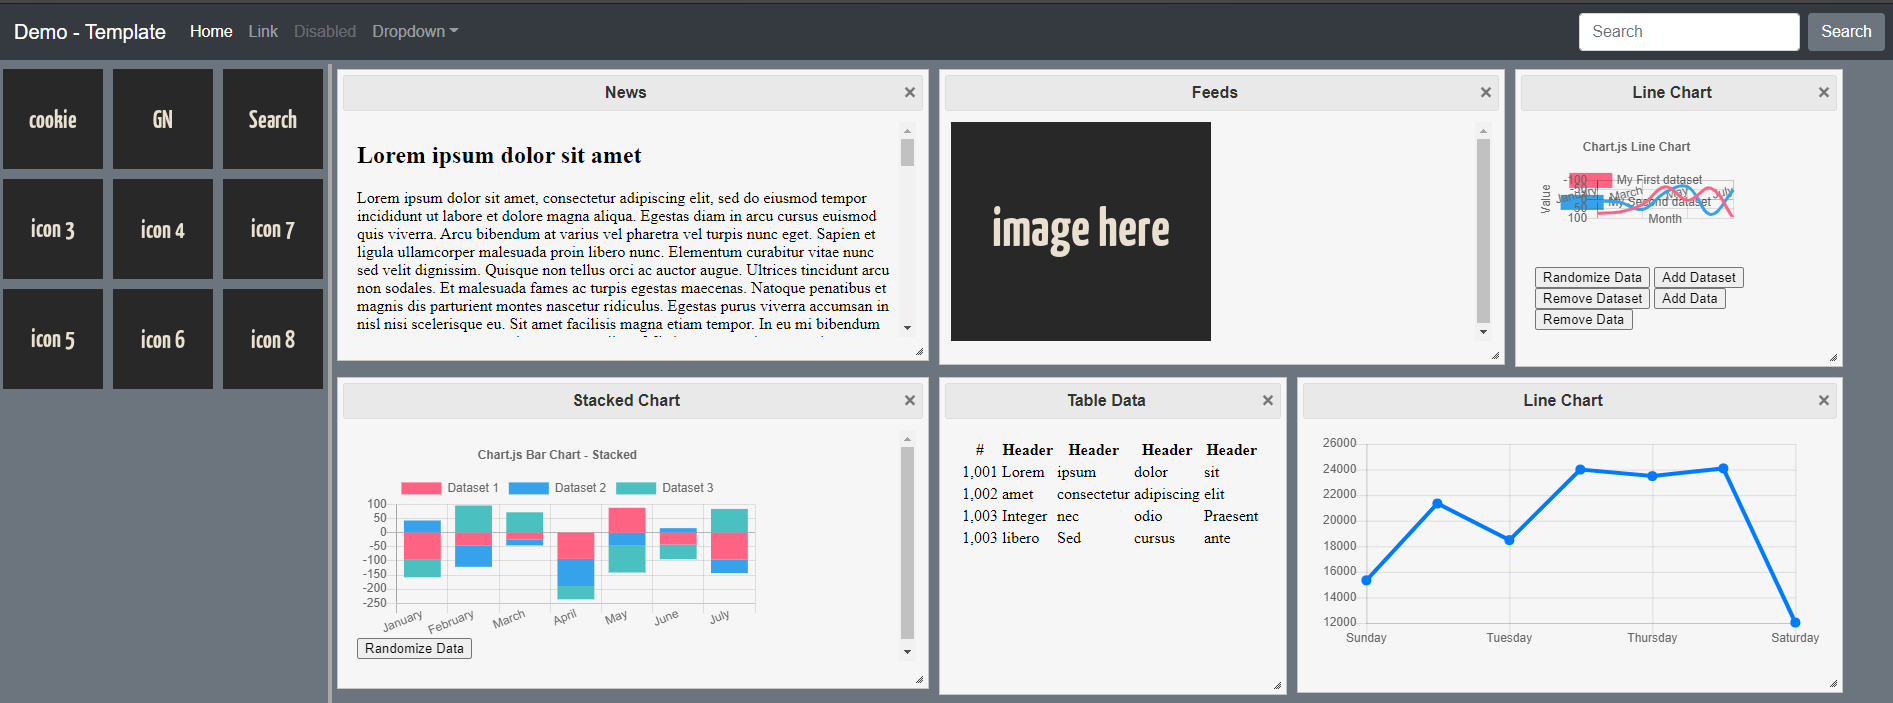 Demo - Template Home Link Disabled Dropdown Search Search
cookie GN Search
icon 3 icon 4 icon 7
icon 5 icon 6 icon 8
News ×
Lorem ipsum dolor sit amet
Lorem ipsum dolor sit amet, consectetur adipiscing elit, sed do eiusmod tempor
incididunt ut labore et dolore magna aliqua. Egestas diam in arcu cursus euismod
quis viverra. Arcu bibendum at varius vel pharetra vel turpis nunc eget. Sapien et
ligula ullamcorper malesuada proin libero nunc. Elementum curabitur vitae nunc
sed velit dignissim. Quisque non tellus orci ac auctor augue. Ultrices tincidunt arcu
non sodales. Et malesuada fames ac turpis egestas maecenas. Natoque penatibus et
magnis dis parturient montes nascetur ridiculus. Egestas purus viverra accumsan in
nisl nisi scelerisque eu. Sit amet facilisis magna etiam tempor. In eu mi bibendum
Feeds ×
image here
Line Chart ×
Chart.js Line Chart
-100 My First dataset
January March May July
My Second dataset
50
100
Value
Month
Randomize Data Add Dataset
Remove Dataset Add Data
Remove Data
Stacked Chart ×
Chart.js Bar Chart - Stacked
Dataset 1 Dataset 2 Dataset 3
100
50
0
-50
-100
-150
-200
-250
January February March April May June July
Randomize Data
Table Data ×
# Header Header Header Header
1,001 Lorem ipsum dolor sit
1,002 amet consectetur adipiscing elit
1,003 Integer nec odio Praesent
1,003 libero Sed cursus ante
Line Chart ×
26000
24000
22000
20000
18000
16000
14000
12000
Sunday Tuesday Thursday Saturday